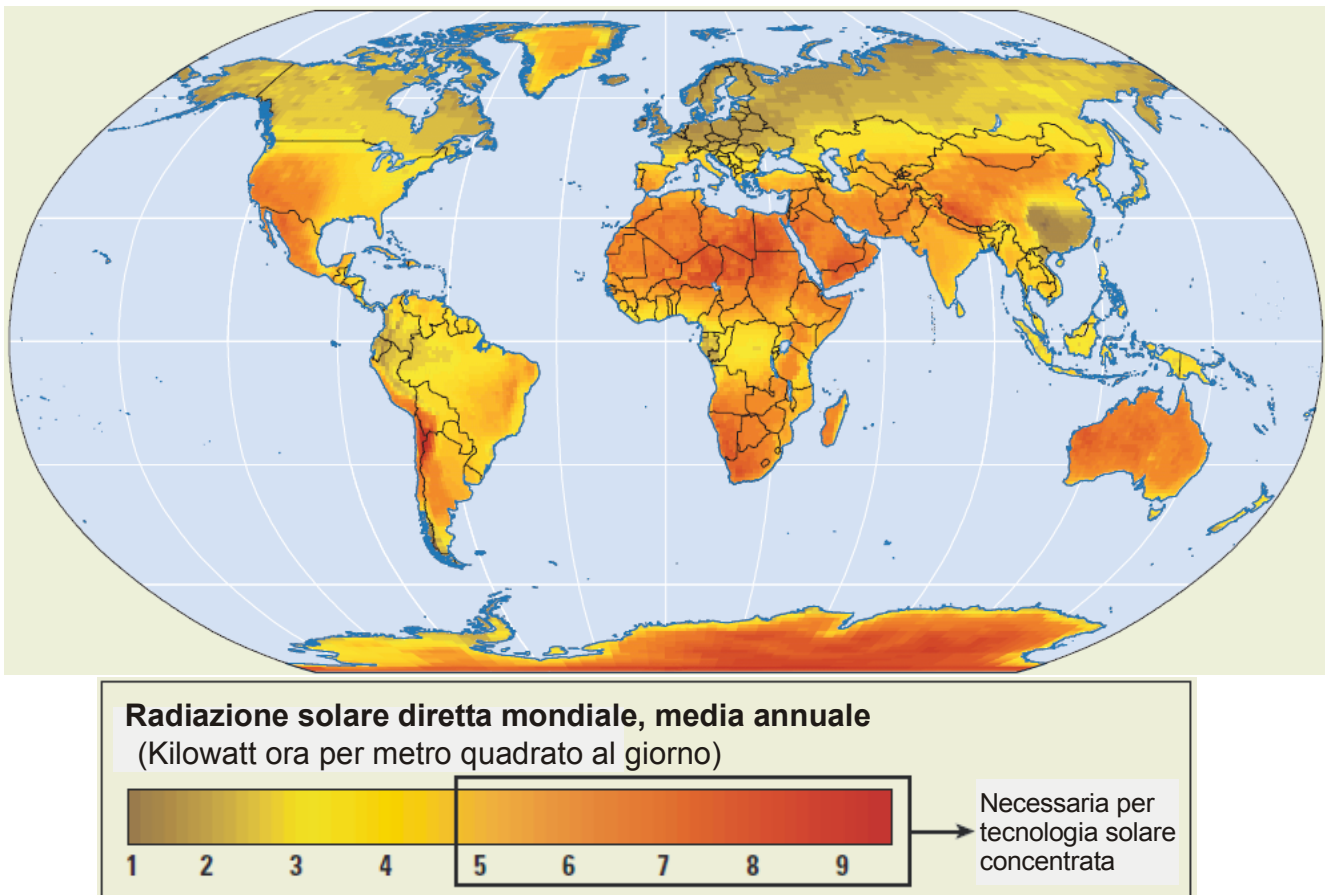 Radiazione solare diretta mondiale, media annuale
(Kilowatt ora per metro quadrato al giorno)
1 2 3 4 5 6 7 8 9
Necessaria per
tecnologia solare
concentrata